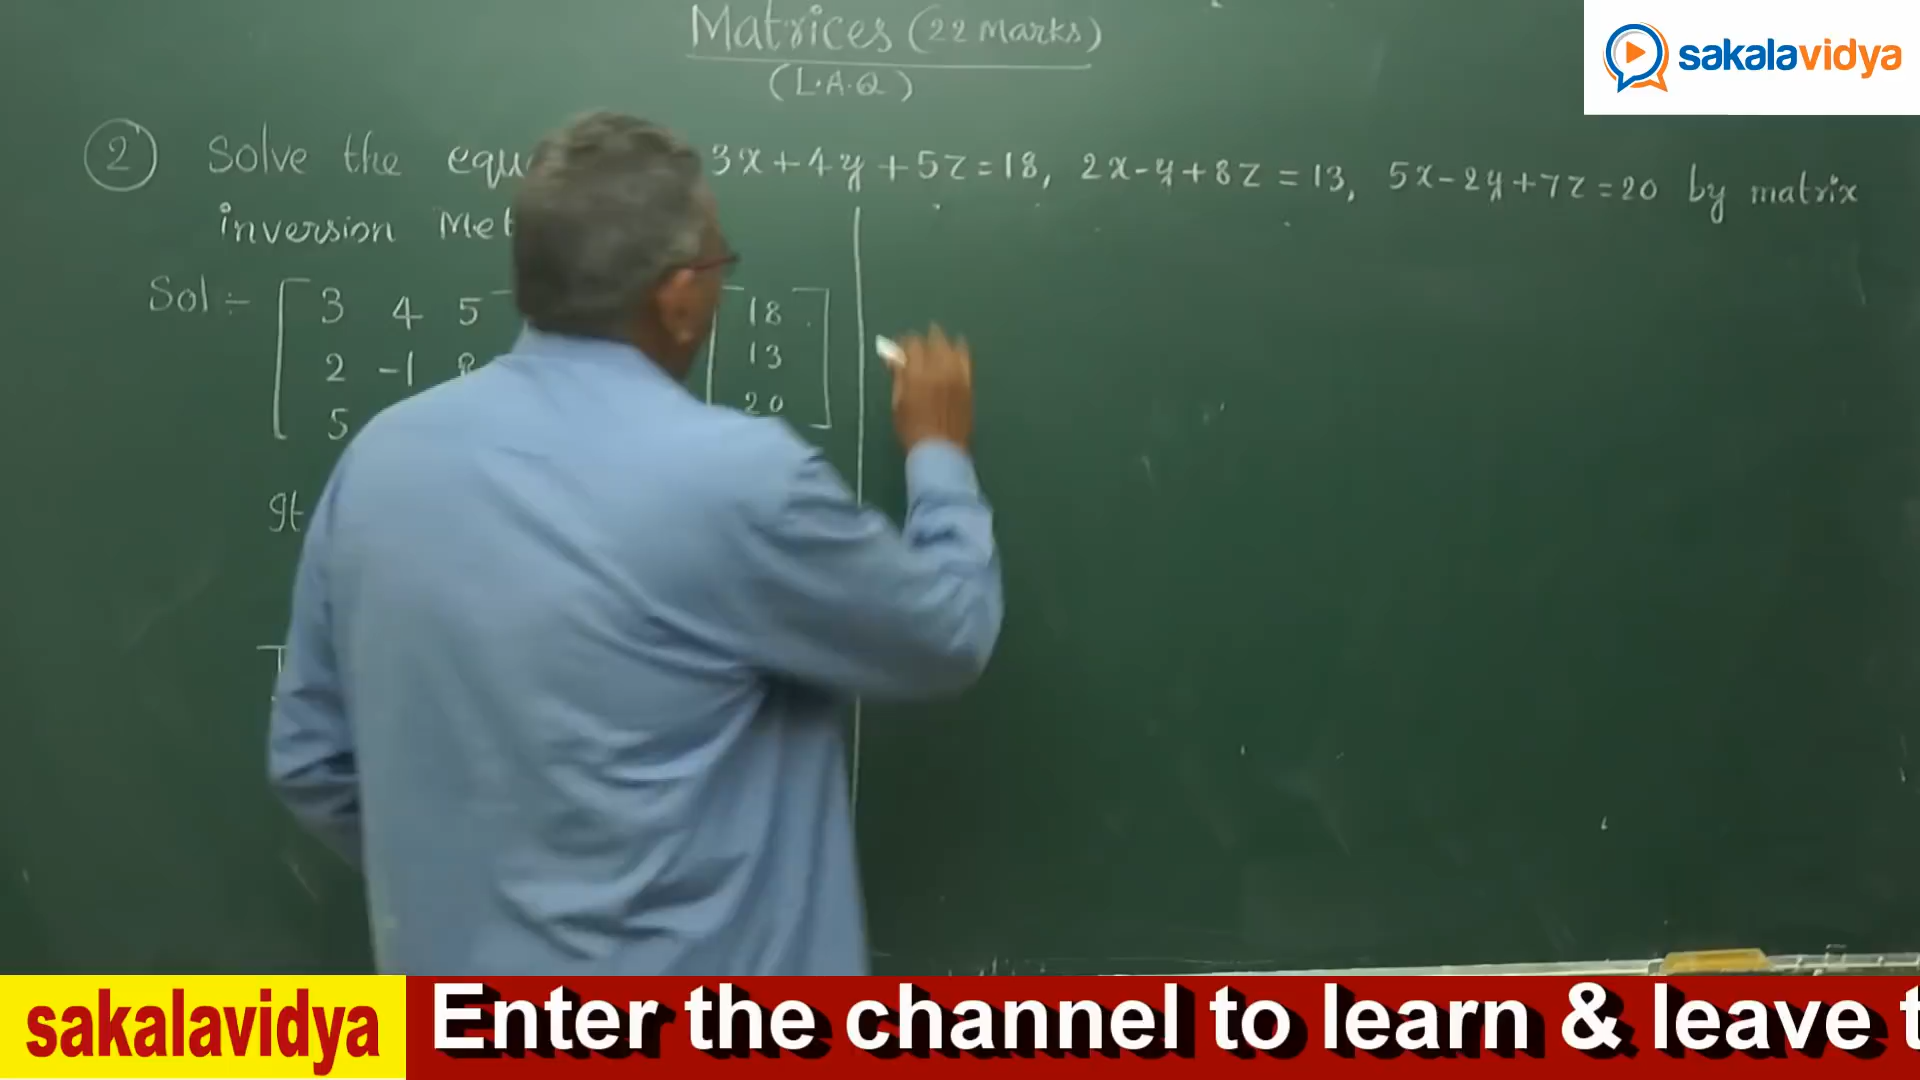 Matrices (22 Marks)
(L.A.Q)
sakalavidya
2 Solve the 3x+4y+5z=18, 2x-y+8z=13, 5x-2y+7z=20 by matrix
inversion
Sol:- 3 4 5 18
2 -1 8 13
5 20
sakalavidya Enter the channel to learn & leave